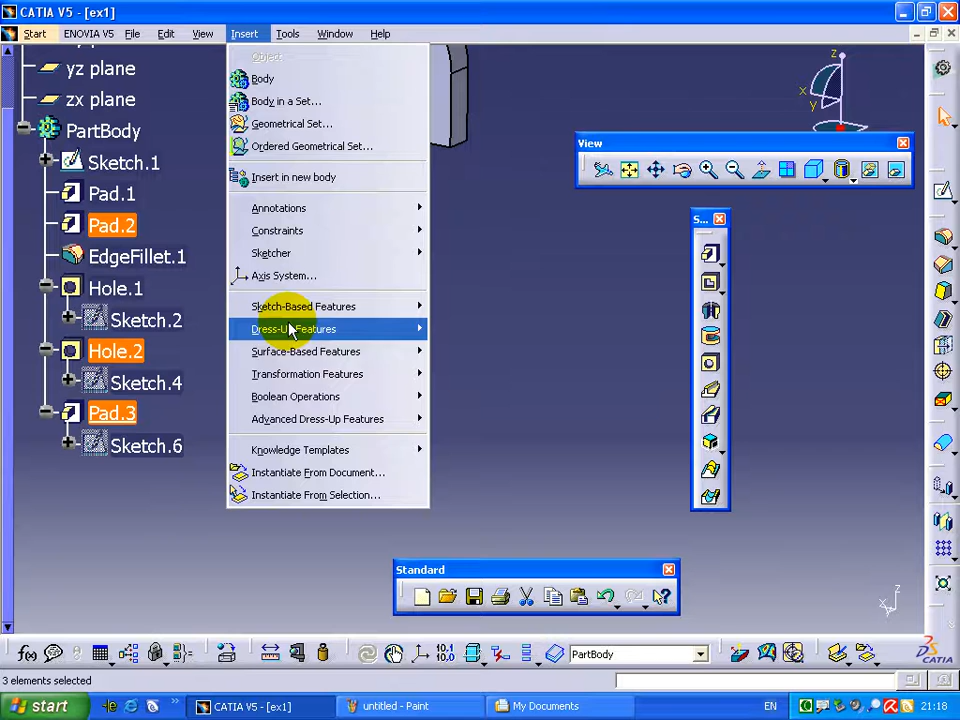 CATIA V5 - [ex1]
Start ENOVIA V5 File Edit View Insert Tools Window Help
yz plane
zx plane
PartBody
Sketch.1
Pad.1
Pad.2
EdgeFillet.1
Hole.1
Sketch.2
Hole.2
Sketch.4
Pad.3
Sketch.6
Object
Body
Body in a Set...
Geometrical Set...
Ordered Geometrical Set...
Insert in new body
Annotations
Constraints
Sketcher
Axis System...
Sketch-Based Features
Dress-Up Features
Surface-Based Features
Transformation Features
Boolean Operations
Advanced Dress-Up Features
Knowledge Templates
Instantiate From Document...
Instantiate From Selection...
z
x
y
View
S...
Standard
z
x
y
f(x)
10.1
10.0
PartBody
CATIA
3 elements selected
start CATIA V5 - [ex1] untitled - Paint My Documents EN 21:18